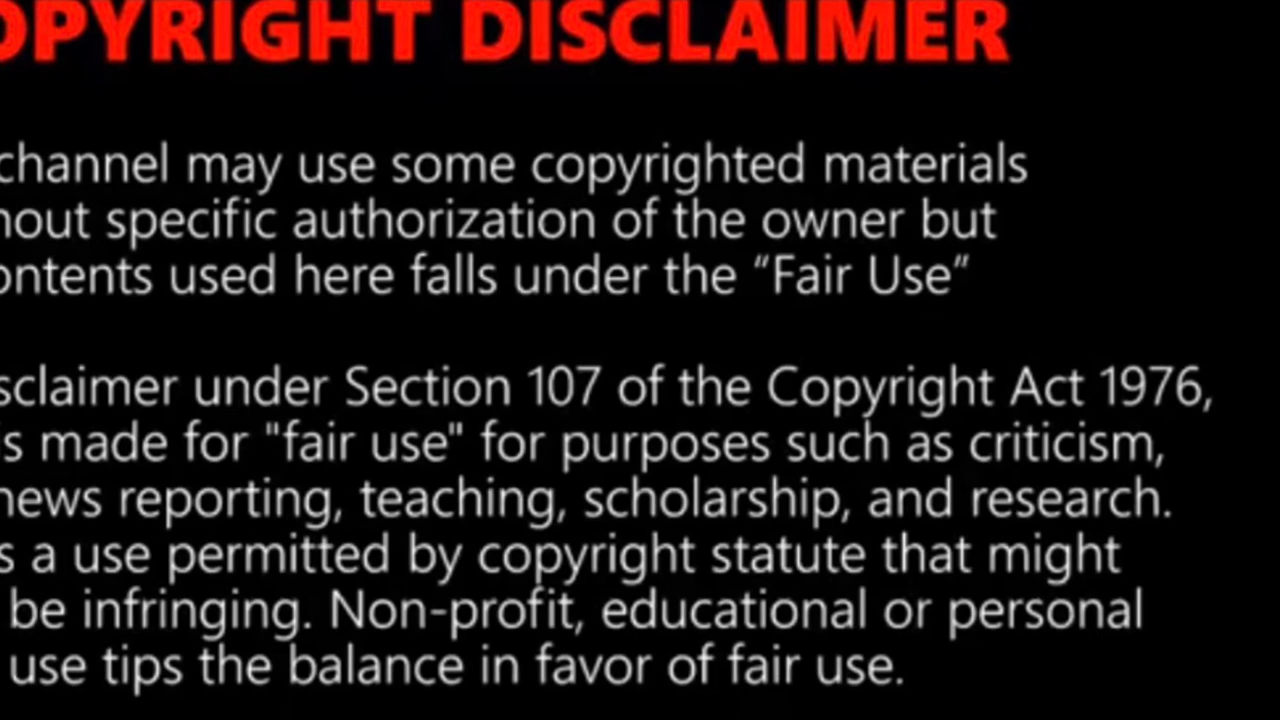 OPYRIGHT DISCLAIMER
channel may use some copyrighted materials
hout specific authorization of the owner but
ontents used here falls under the “Fair Use”
sclaimer under Section 107 of the Copyright Act 1976,
s made for "fair use" for purposes such as criticism,
news reporting, teaching, scholarship, and research.
s a use permitted by copyright statute that might
be infringing. Non-profit, educational or personal
use tips the balance in favor of fair use.